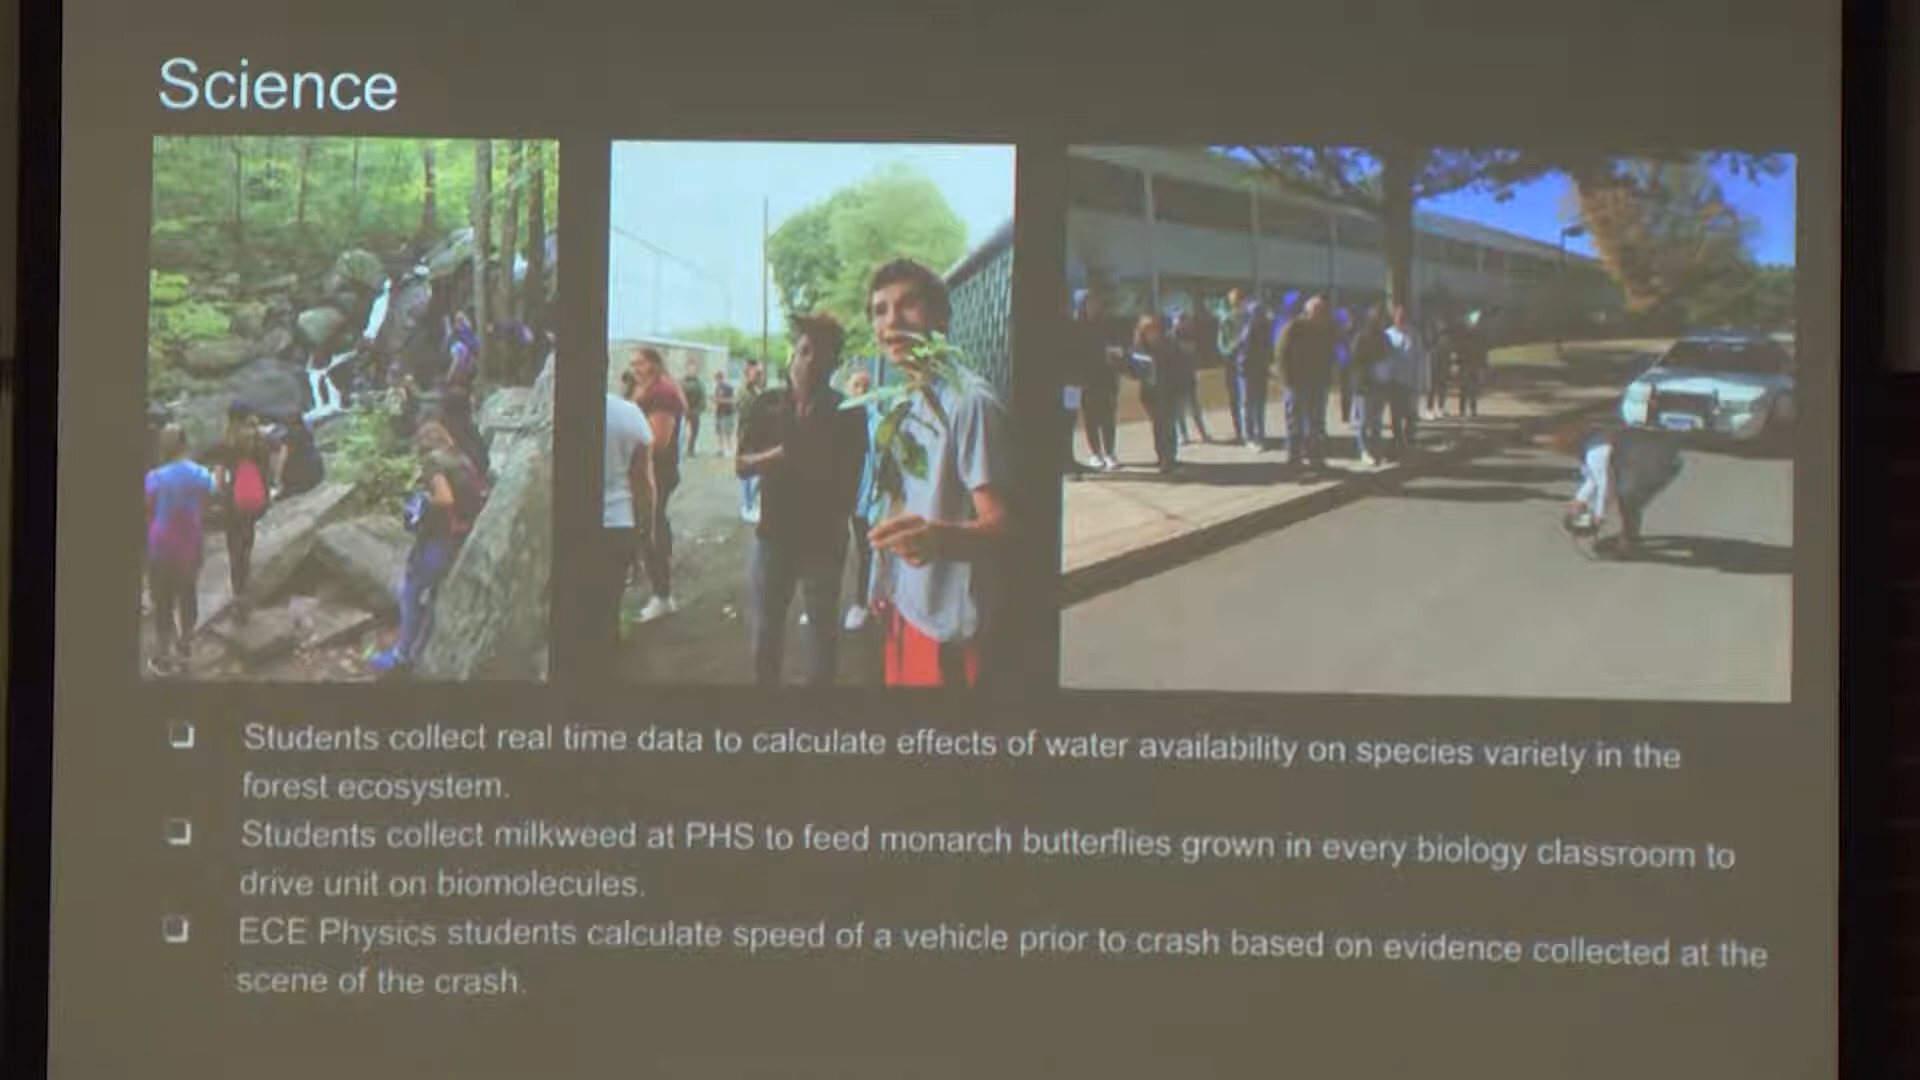 Science
❏ Students collect real time data to calculate effects of water availability on species variety in the
forest ecosystem.
❏ Students collect milkweed at PHS to feed monarch butterflies grown in every biology classroom to
drive unit on biomolecules.
❏ ECE Physics students calculate speed of a vehicle prior to crash based on evidence collected at the
scene of the crash.